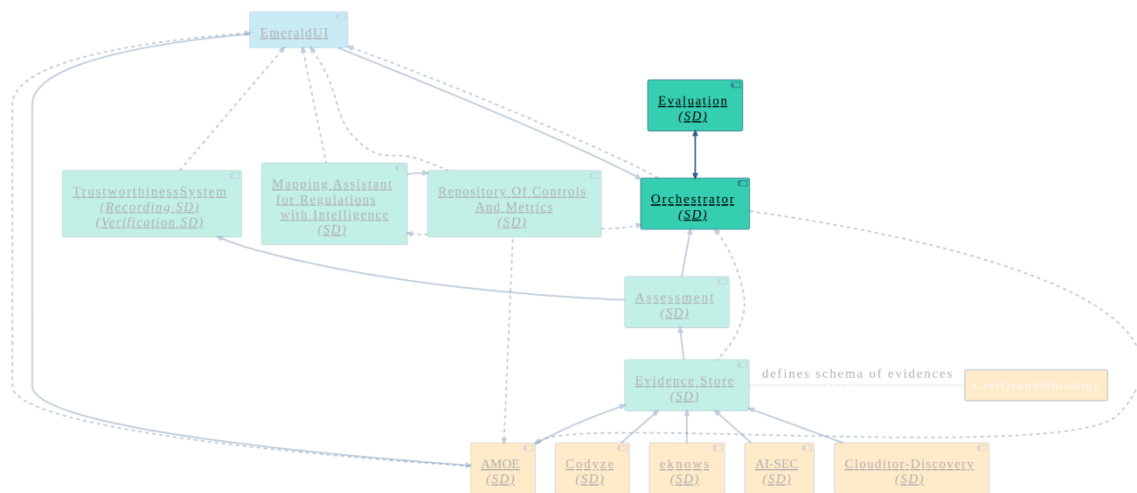 EmeraldUI
Evaluation
(SD)
TrustworthinessSystem
(Recording SD)
(Verification SD)
Mapping Assistant
for Regulations
with Intelligence
(SD)
Repository Of Controls
And Metrics
(SD)
Orchestrator
(SD)
Assessment
(SD)
Evidence Store
(SD)
defines schema of evidences
CertGraphOntology
AMOE
(SD)
Codyze
(SD)
eknows
(SD)
AI-SEC
(SD)
Clouditor-Discovery
(SD)